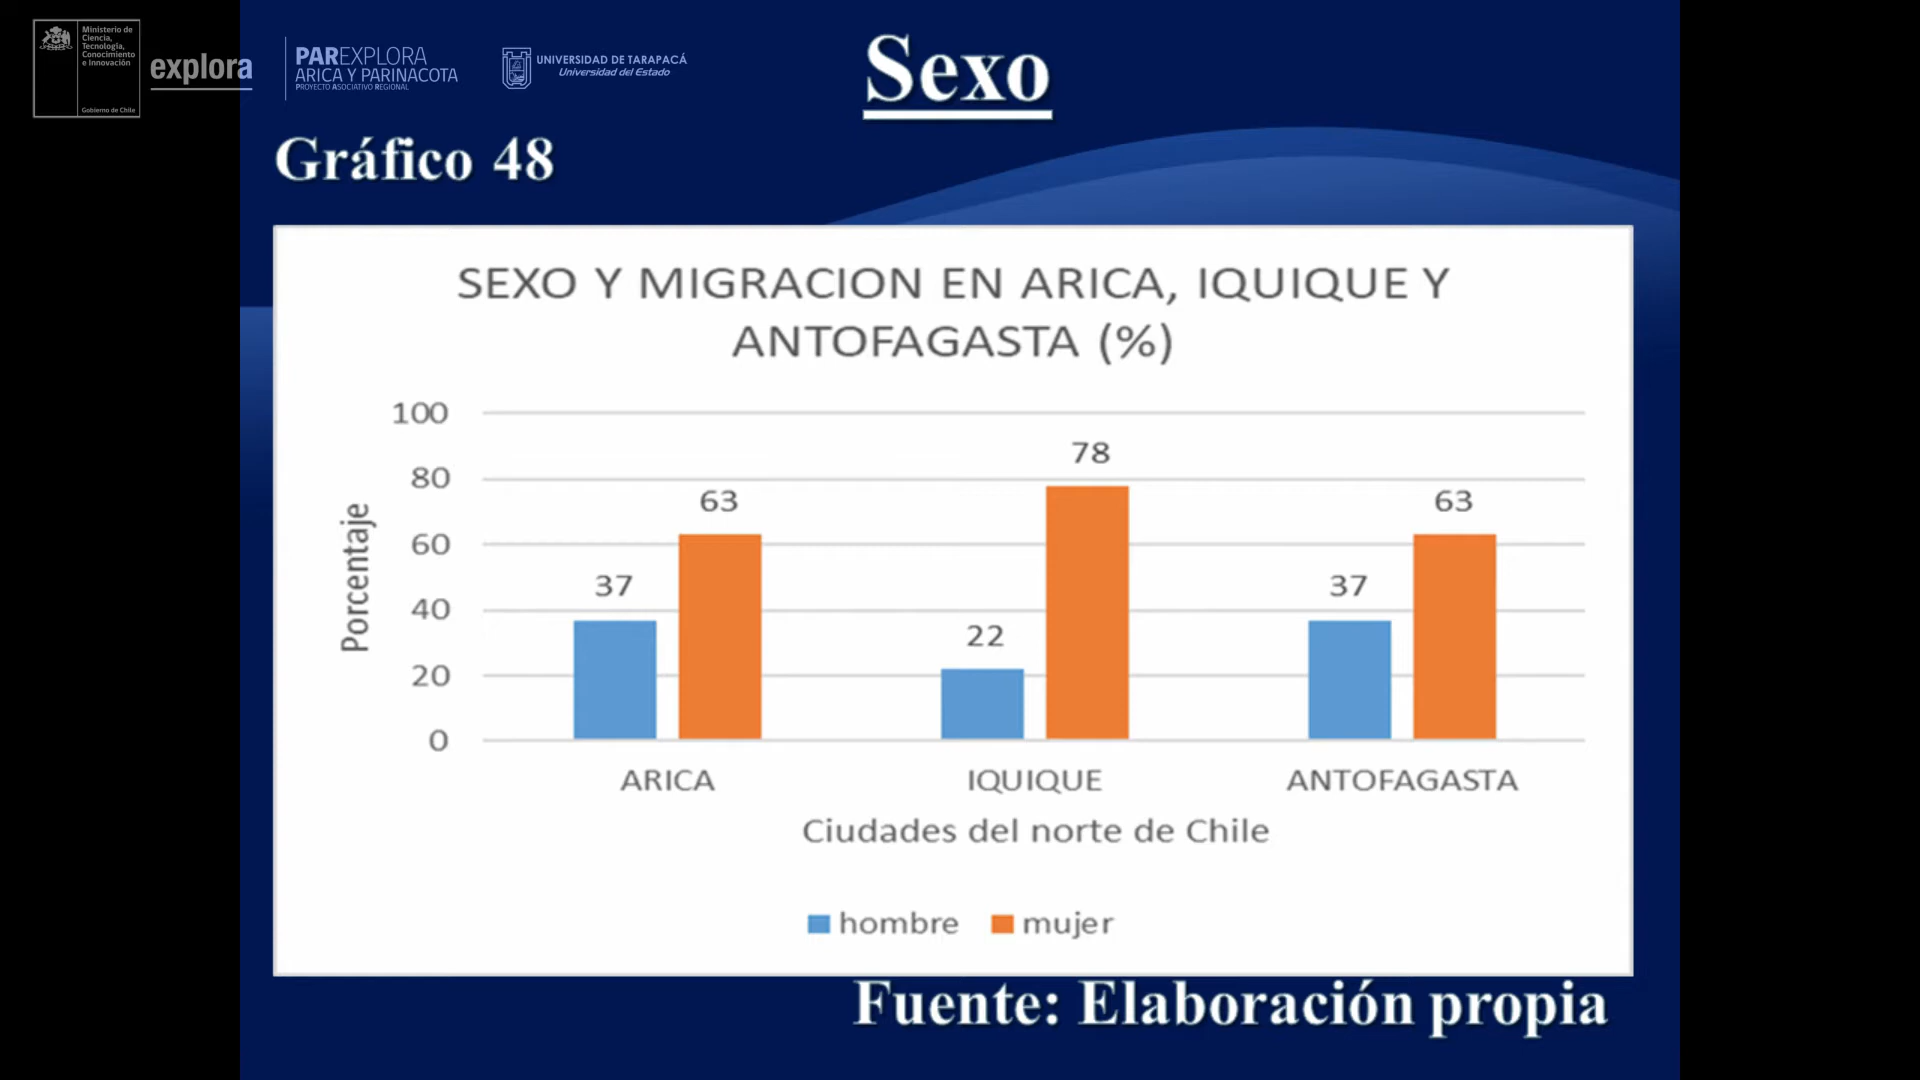 Ministerio de
Ciencia,
Tecnología,
Conocimiento
e Innovación
Gobierno de Chile
explora
PAREXPLORA
ARICA Y PARINACOTA
PROYECTO ASOCIATIVO REGIONAL
UNIVERSIDAD DE TARAPACÁ
Universidad del Estado
Sexo
Gráfico 48
SEXO Y MIGRACION EN ARICA, IQUIQUE Y
ANTOFAGASTA (%)
Porcentaje
100
80
60
40
20
0
37
63
22
78
37
63
ARICA
IQUIQUE
ANTOFAGASTA
Ciudades del norte de Chile
hombre
mujer
Fuente: Elaboración propia